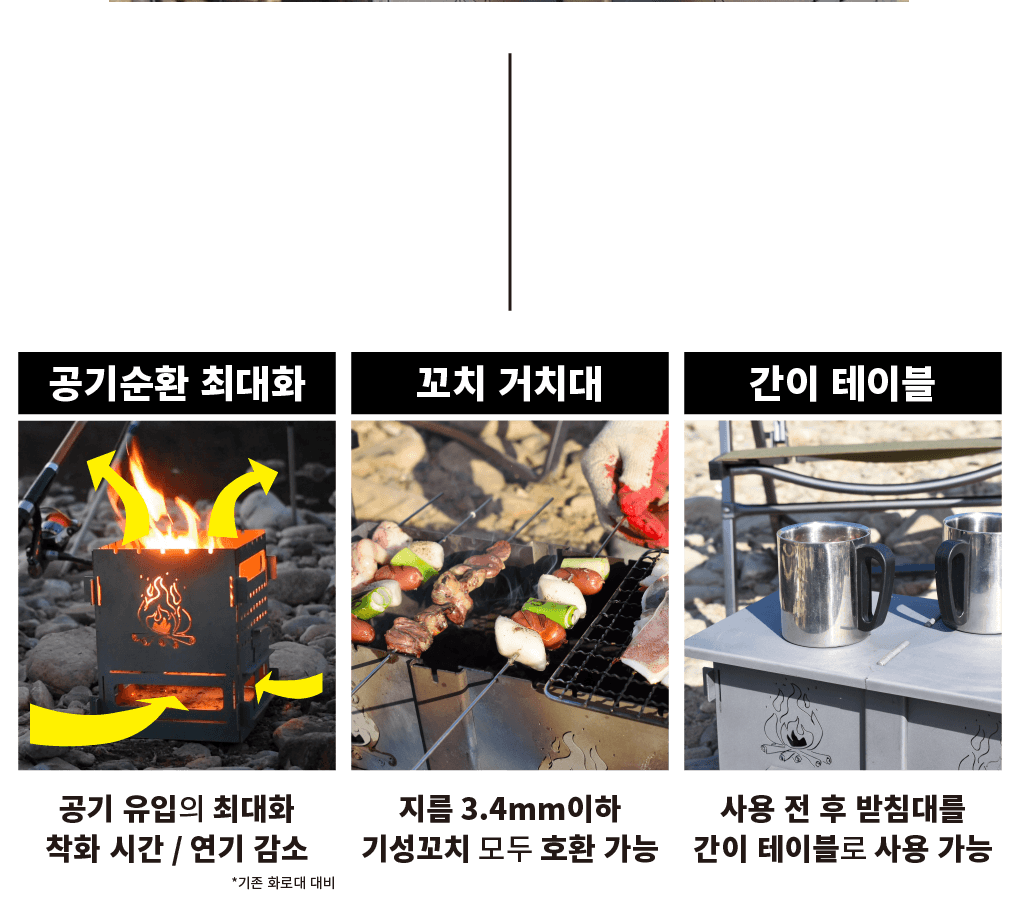 공기순환 최대화
꼬치 거치대
간이 테이블
공기 유입의 최대화
착화 시간 / 연기 감소
*기존 화로대 대비
지름 3.4mm이하
기성꼬치 모두 호환 가능
사용 전 후 받침대를
간이 테이블로 사용 가능